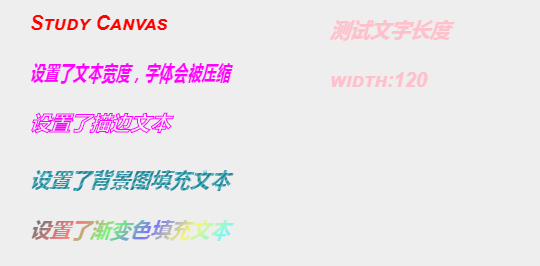 Study Canvas
设置了文本宽度，字体会被压缩
设置了描边文本
设置了背景图填充文本
设置了渐变色填充文本
测试文字长度
WIDTH:120